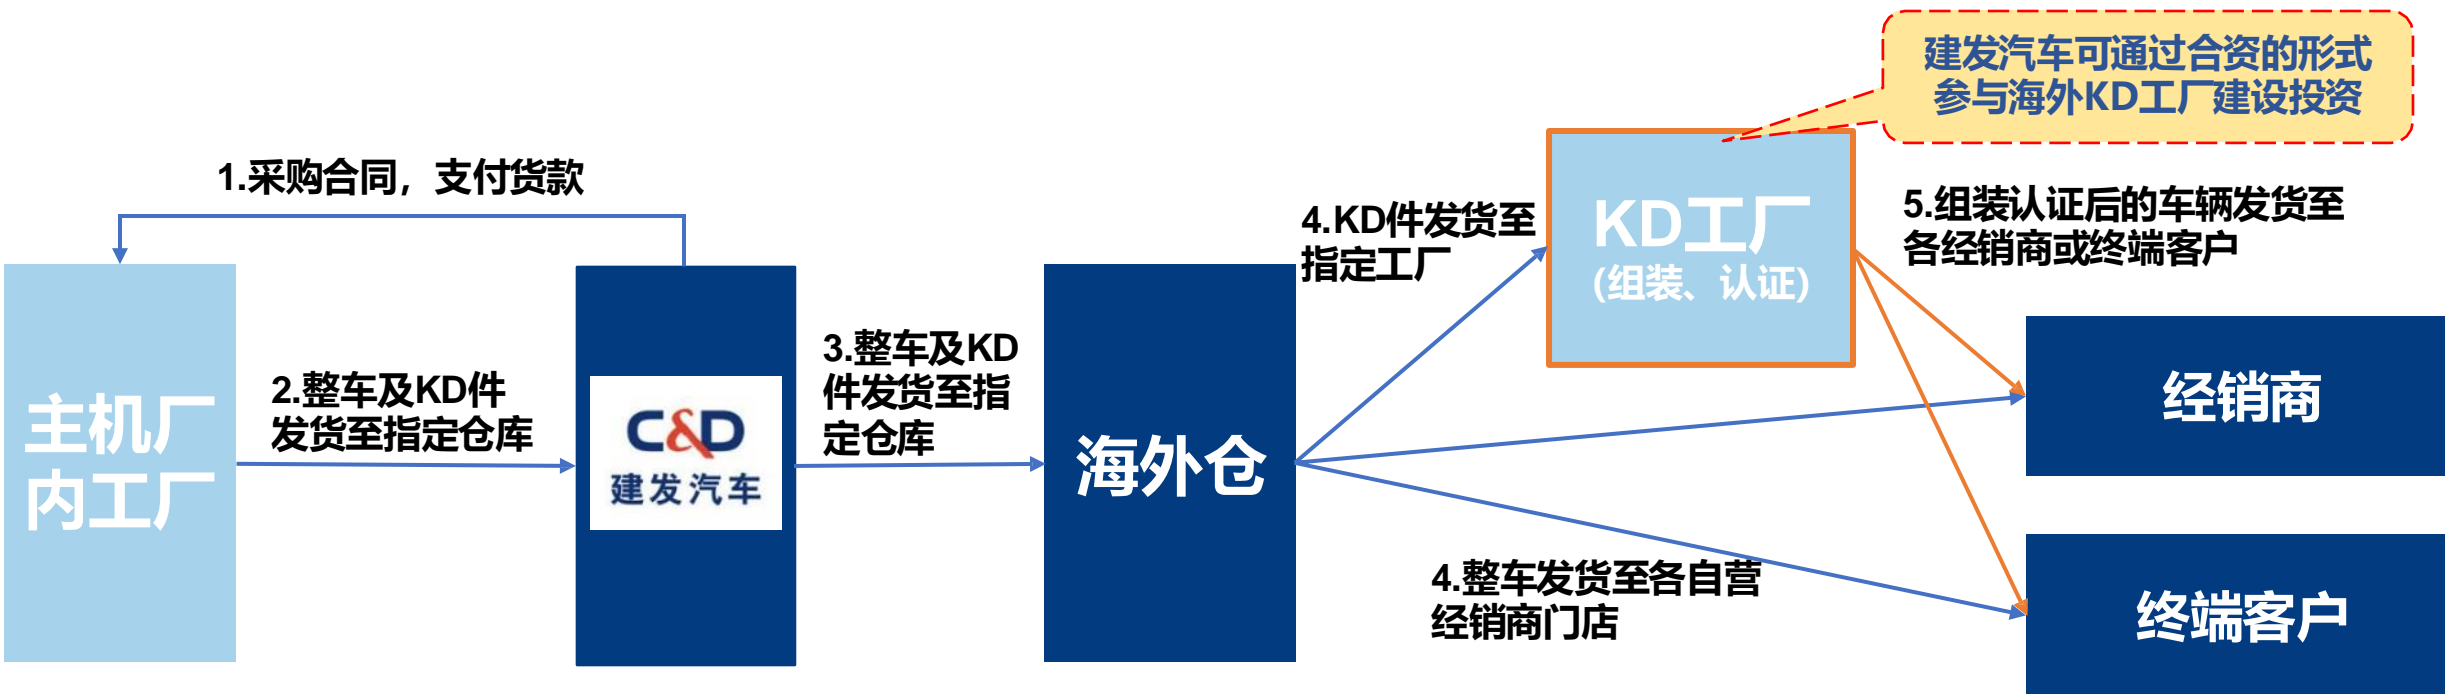 建发汽车可通过合资的形式
参与海外KD工厂建设投资
1.采购合同，支付货款
主机厂
内工厂
2.整车及KD件
发货至指定仓库
C&D
建发汽车
3.整车及KD
件发货至指
定仓库
海外仓
4.KD件发货至
指定工厂
KD工厂
(组装、认证)
5.组装认证后的车辆发货至
各经销商或终端客户
4.整车发货至各自营
经销商门店
经销商
终端客户